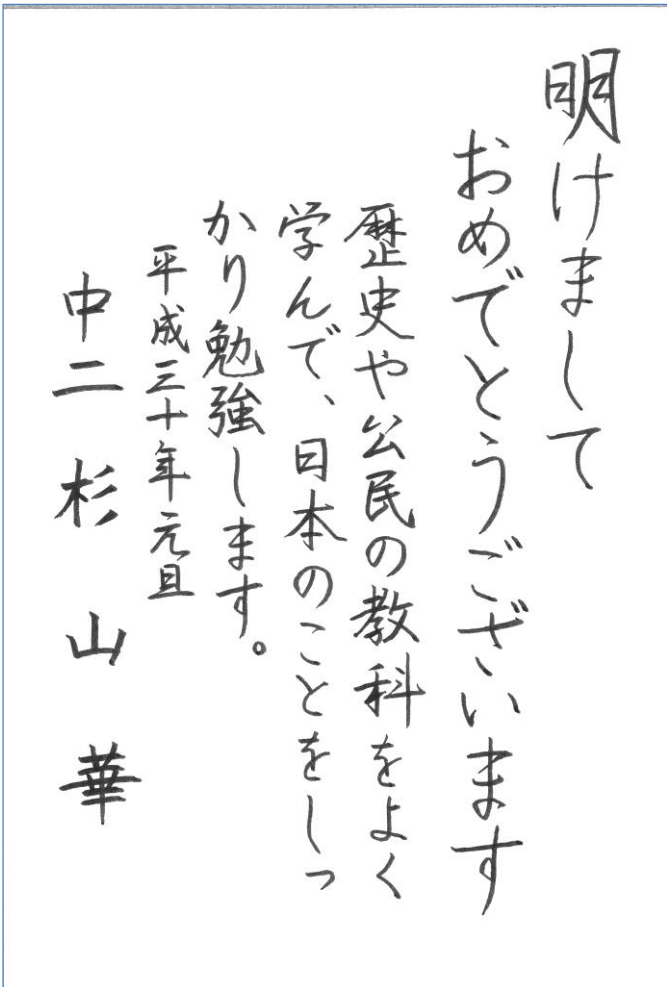 明けまして
おめでとうございます
歴史や公民の教科をよく
学んで、日本のことをしっ
かり勉強します。
平成三十年元旦
中二 杉山華